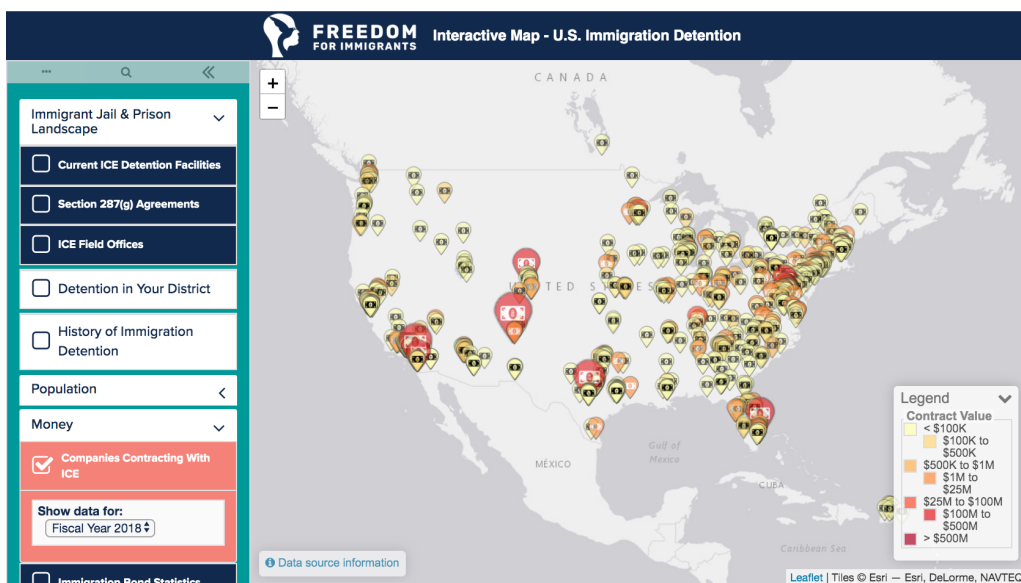 FREEDOM
FOR IMMIGRANTS
Interactive Map - U.S. Immigration Detention
Immigrant Jail & Prison
Landscape
Current ICE Detention Facilities
Section 287(g) Agreements
ICE Field Offices
Detention in Your District
History of Immigration
Detention
Population
Money
Companies Contracting With
ICE
Show data for:
Fiscal Year 2018
Immigration Bond Statistics
+
−
CANADA
UNITED STATES
MÉXICO
Gulf of
Mexico
CUBA
Caribbean Sea
Legend
Contract Value
< $100K
$100K to
$500K
$500K to $1M
$1M to
$25M
$25M to $100M
$100M to
$500M
> $500M
Data source information
Leaflet | Tiles © Esri — Esri, DeLorme, NAVTEQ